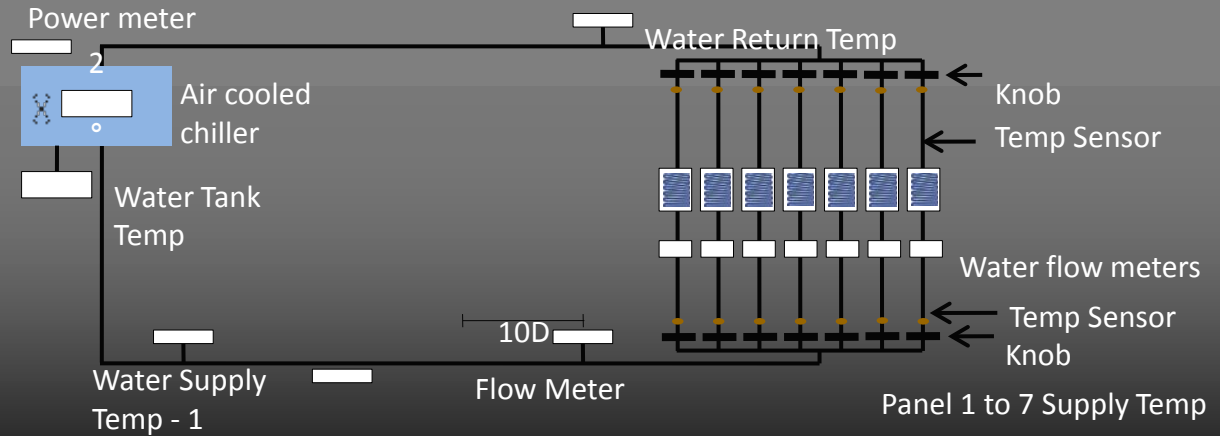 Power meter
2
°
Air cooled
chiller
Water Tank
Temp
Water Return Temp
Knob
Temp Sensor
Water flow meters
Temp Sensor
Knob
10D
Water Supply
Temp - 1
Flow Meter
Panel 1 to 7 Supply Temp